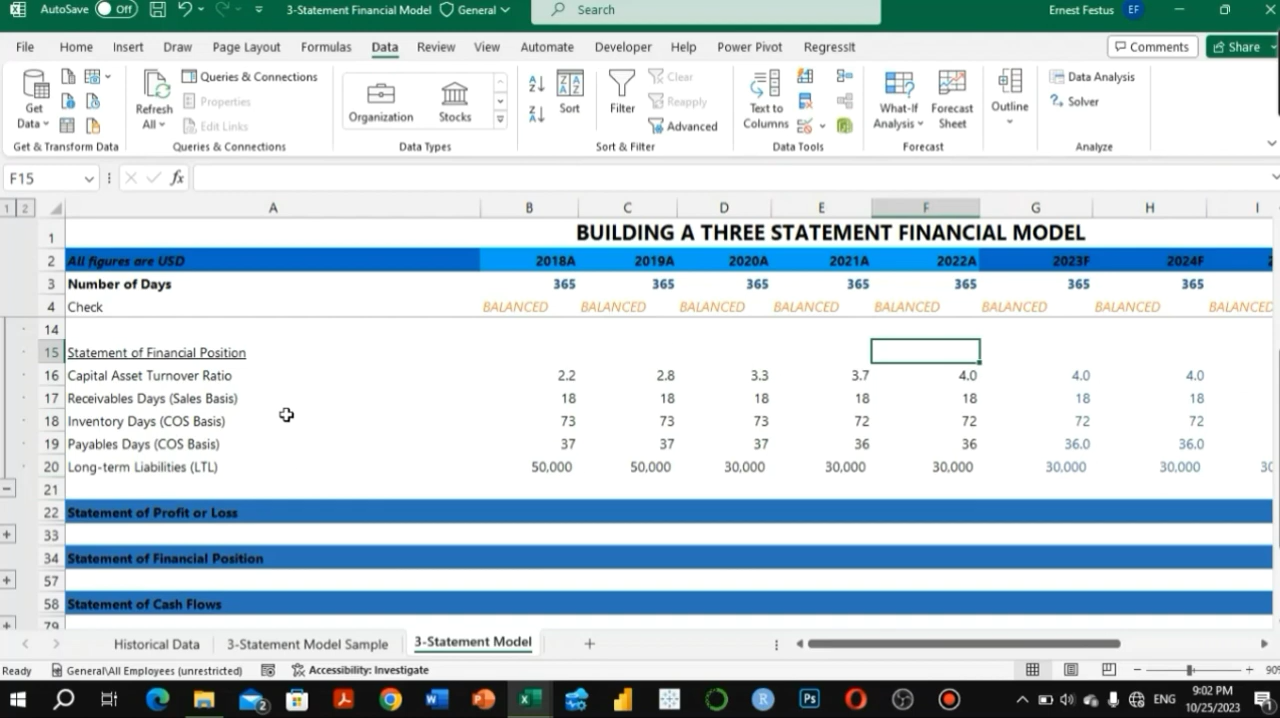 AutoSave Off 3-Statement Financial Model General Search Ernest Festus EF
File Home Insert Draw Page Layout Formulas Data Review View Automate Developer Help Power Pivot RegressIt Comments Share
Get Data Refresh All Queries & Connections Properties Edit Links Organization Stocks Sort Filter Clear Reapply Advanced Text to Columns What-If Analysis Forecast Sheet Outline Data Analysis Solver
Get & Transform Data Queries & Connections Data Types Sort & Filter Data Tools Forecast Analyze
F15 fx
1 2 A B C D E F G H I
1 BUILDING A THREE STATEMENT FINANCIAL MODEL
2 All figures are USD 2018A 2019A 2020A 2021A 2022A 2023F 2024F
3 Number of Days 365 365 365 365 365 365 365
4 Check BALANCED BALANCED BALANCED BALANCED BALANCED BALANCED BALANCED BALANCED
14
15 Statement of Financial Position
16 Capital Asset Turnover Ratio 2.2 2.8 3.3 3.7 4.0 4.0 4.0
17 Receivables Days (Sales Basis) 18 18 18 18 18 18 18
18 Inventory Days (COS Basis) 73 73 73 72 72 72 72
19 Payables Days (COS Basis) 37 37 37 36 36 36.0 36.0
20 Long-term Liabilities (LTL) 50,000 50,000 30,000 30,000 30,000 30,000 30,000
21
22 Statement of Profit or Loss
33
34 Statement of Financial Position
57
58 Statement of Cash Flows
79
Historical Data 3-Statement Model Sample 3-Statement Model
Ready General\All Employees (unrestricted) Accessibility: Investigate
ENG 9:02 PM
10/25/2023